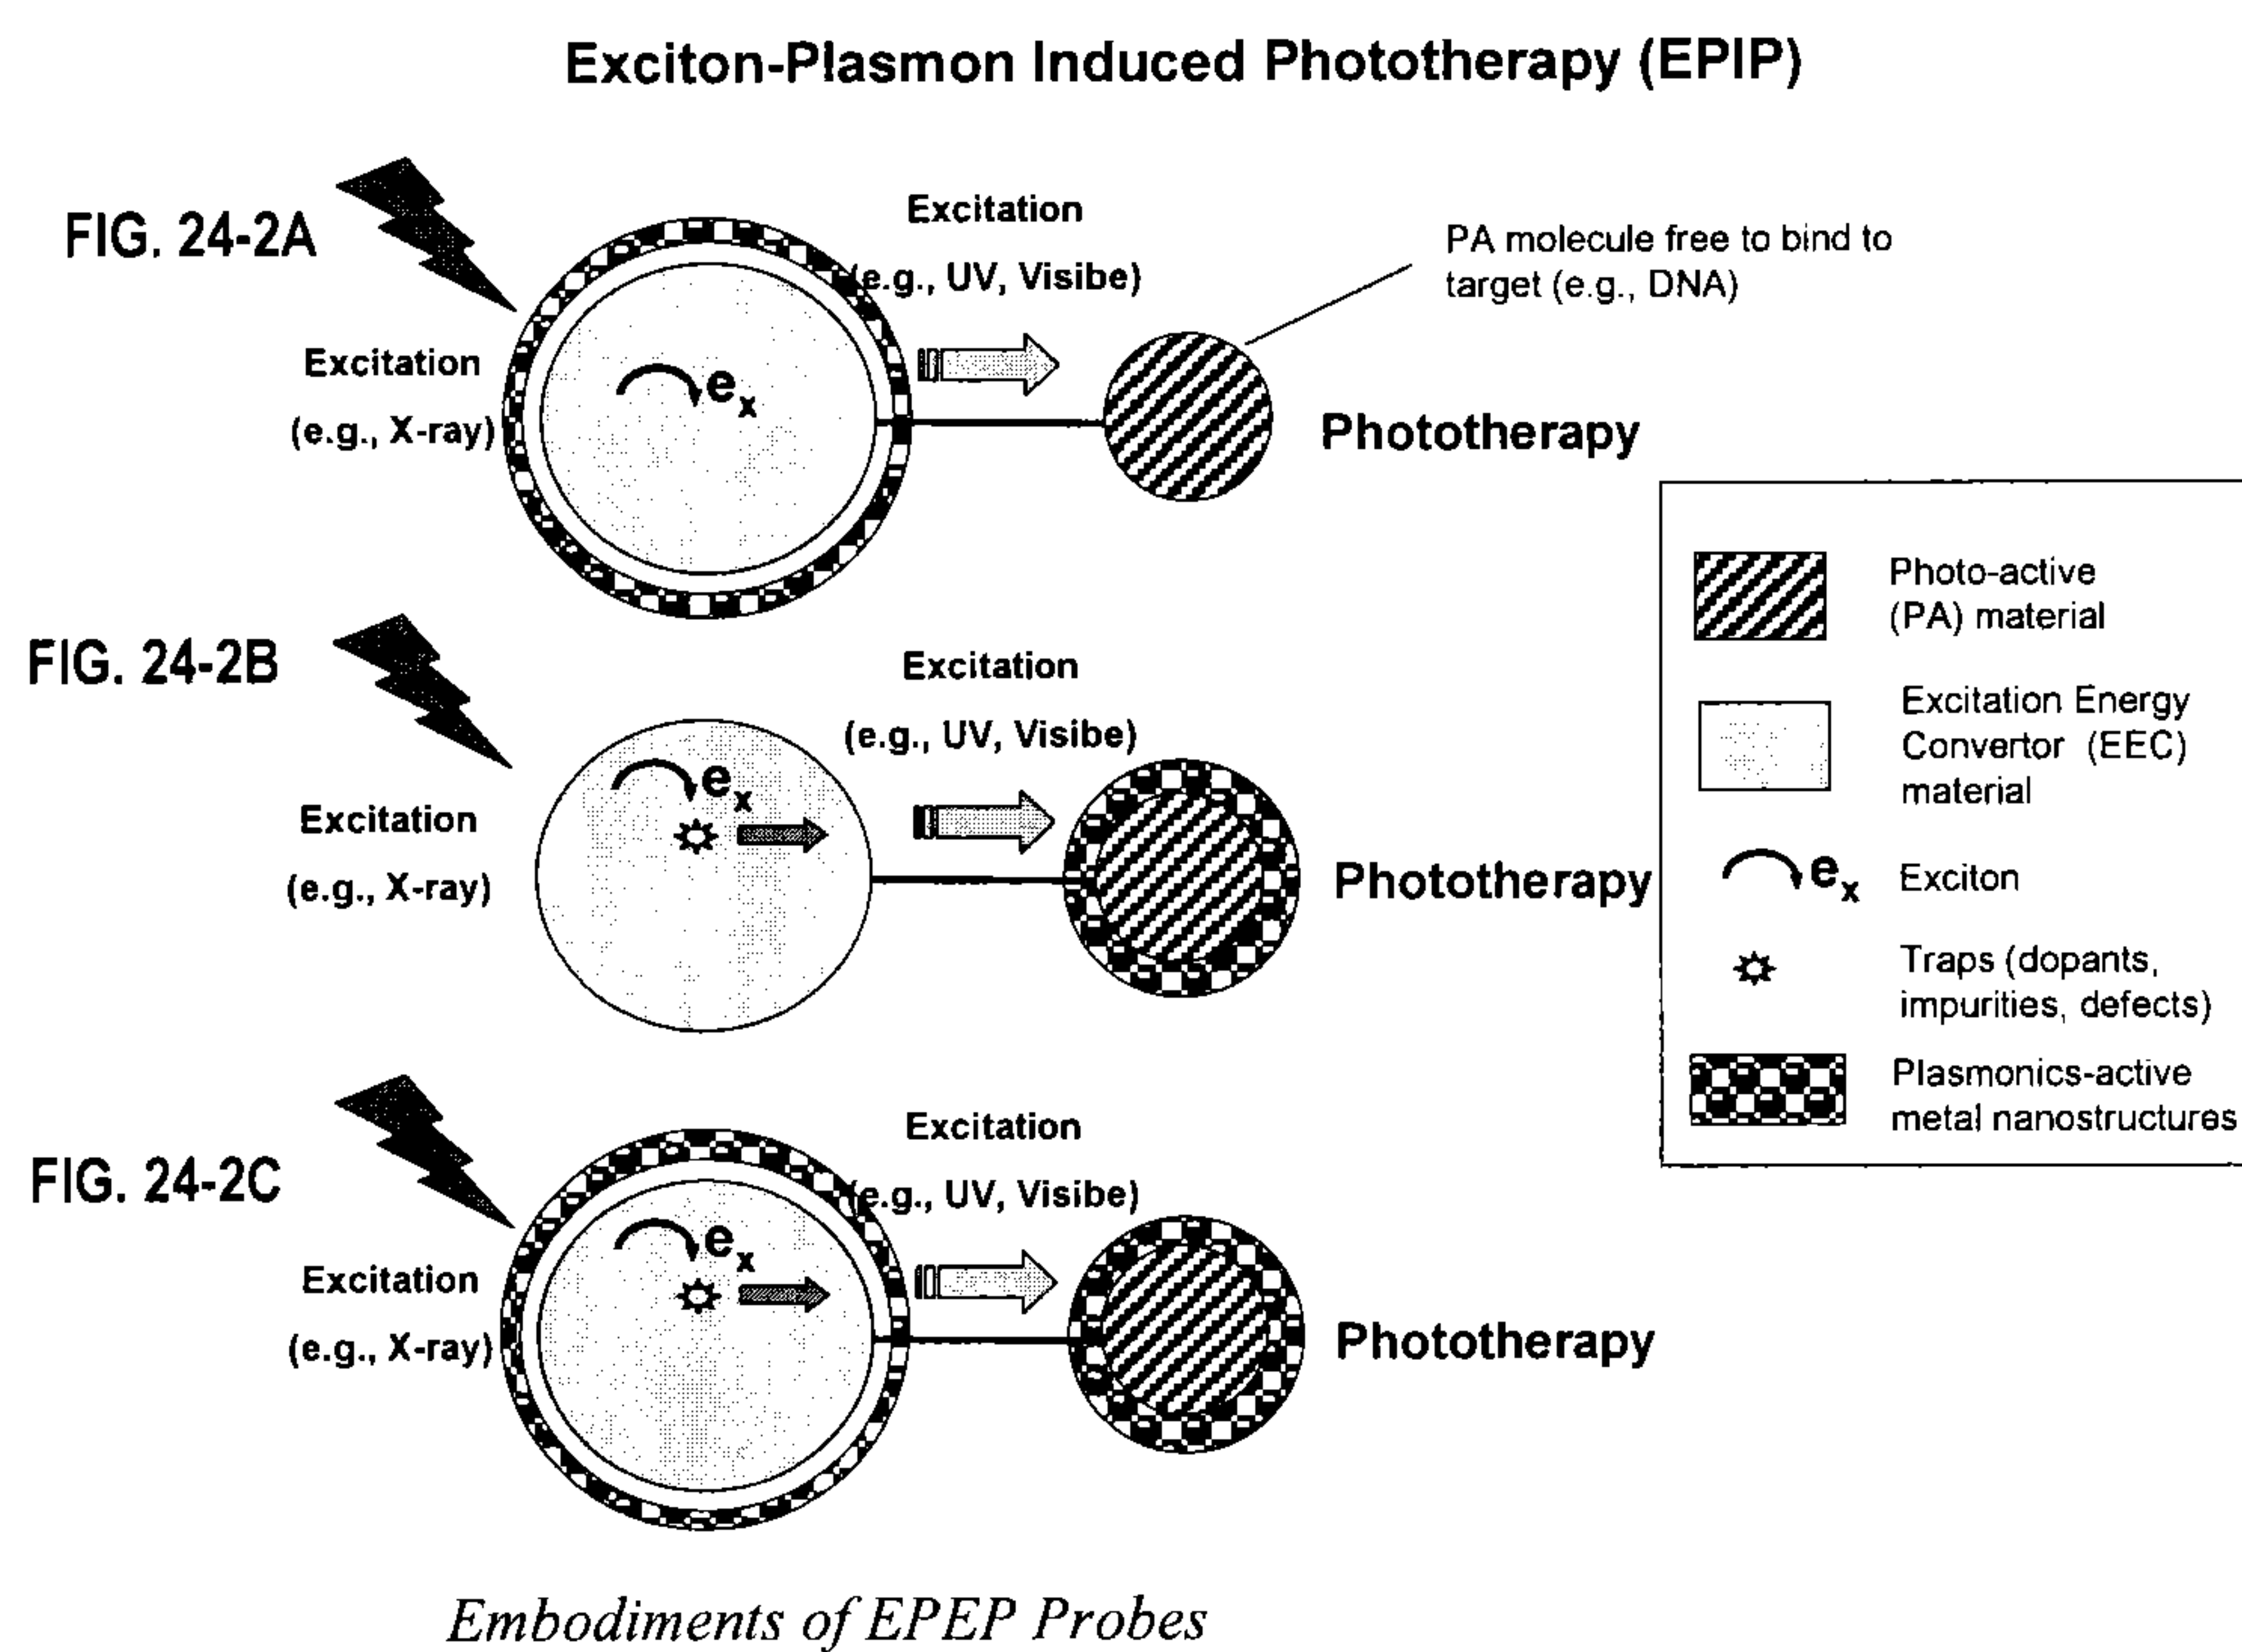 Exciton-Plasmon Induced Phototherapy (EPIP)
FIG. 24-2A
Excitation
(e.g., UV, Visibe)
PA molecule free to bind to
target (e.g., DNA)
Excitation
(e.g., X-ray)
ex
Phototherapy
FIG. 24-2B
Excitation
(e.g., UV, Visibe)
Excitation
(e.g., X-ray)
ex
Phototherapy
FIG. 24-2C
Excitation
(e.g., UV, Visibe)
Excitation
(e.g., X-ray)
ex
Phototherapy
Photo-active
(PA) material
Excitation Energy
Convertor (EEC)
material
ex Exciton
Traps (dopants,
impurities, defects)
Plasmonics-active
metal nanostructures
Embodiments of EPEP Probes